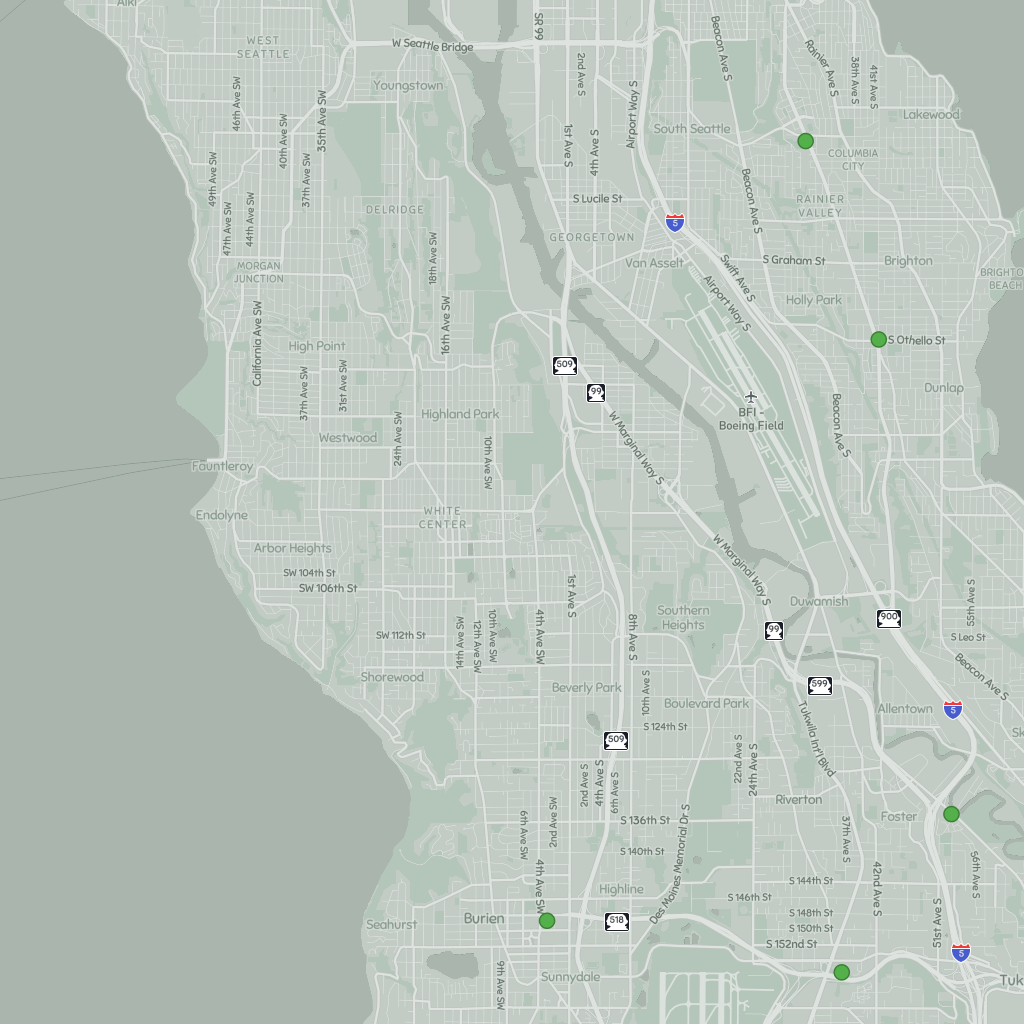 Alki
WEST
SEATTLE
W Seattle Bridge
SR 99
2nd Ave S
Beacon Ave S
Rainier Ave S
38th Ave S
41st Ave S
Youngstown
46th Ave SW
35th Ave SW
40th Ave SW
Airport Way S
1st Ave S
4th Ave S
South Seattle
Lakewood
COLUMBIA
CITY
49th Ave SW
37th Ave SW
47th Ave SW
44th Ave SW
DELRIDGE
S Lucile St
Beacon Ave S
RAINIER
VALLEY
5
GEORGETOWN
MORGAN
JUNCTION
18th Ave SW
Van Asselt
S Graham St
Brighton
BRIGHTO
BEACH
Swift Ave S
Airport Way S
Holly Park
California Ave SW
16th Ave SW
High Point
S Othello St
509
99
37th Ave SW
31st Ave SW
Dunlap
BFI -
Boeing Field
Highland Park
24th Ave SW
Westwood
10th Ave SW
W Marginal Way S
Beacon Ave S
Fauntleroy
Endolyne
WHITE
CENTER
Arbor Heights
W Marginal Way S
SW 104th St
SW 106th St
1st Ave S
Duwamish
55th Ave S
Southern
Heights
900
SW 112th St
14th Ave SW
12th Ave SW
10th Ave SW
4th Ave SW
8th Ave S
99
S Leo St
Beacon Ave S
Shorewood
Beverly Park
10th Ave S
599
Boulevard Park
Allentown
5
S 124th St
Tukwila Int'l Blvd
Sk
509
22nd Ave S
24th Ave S
2nd Ave S
4th Ave S
6th Ave S
Riverton
Foster
6th Ave SW
2nd Ave SW
S 136th St
37th Ave S
S 140th St
Des Moines Memorial Dr S
56th Ave S
4th Ave SW
Highline
S 144th St
42nd Ave S
S 146th St
Seahurst
Burien
518
S 148th St
51st Ave S
S 150th St
S 152nd St
5
9th Ave SW
Sunnydale
Tuk